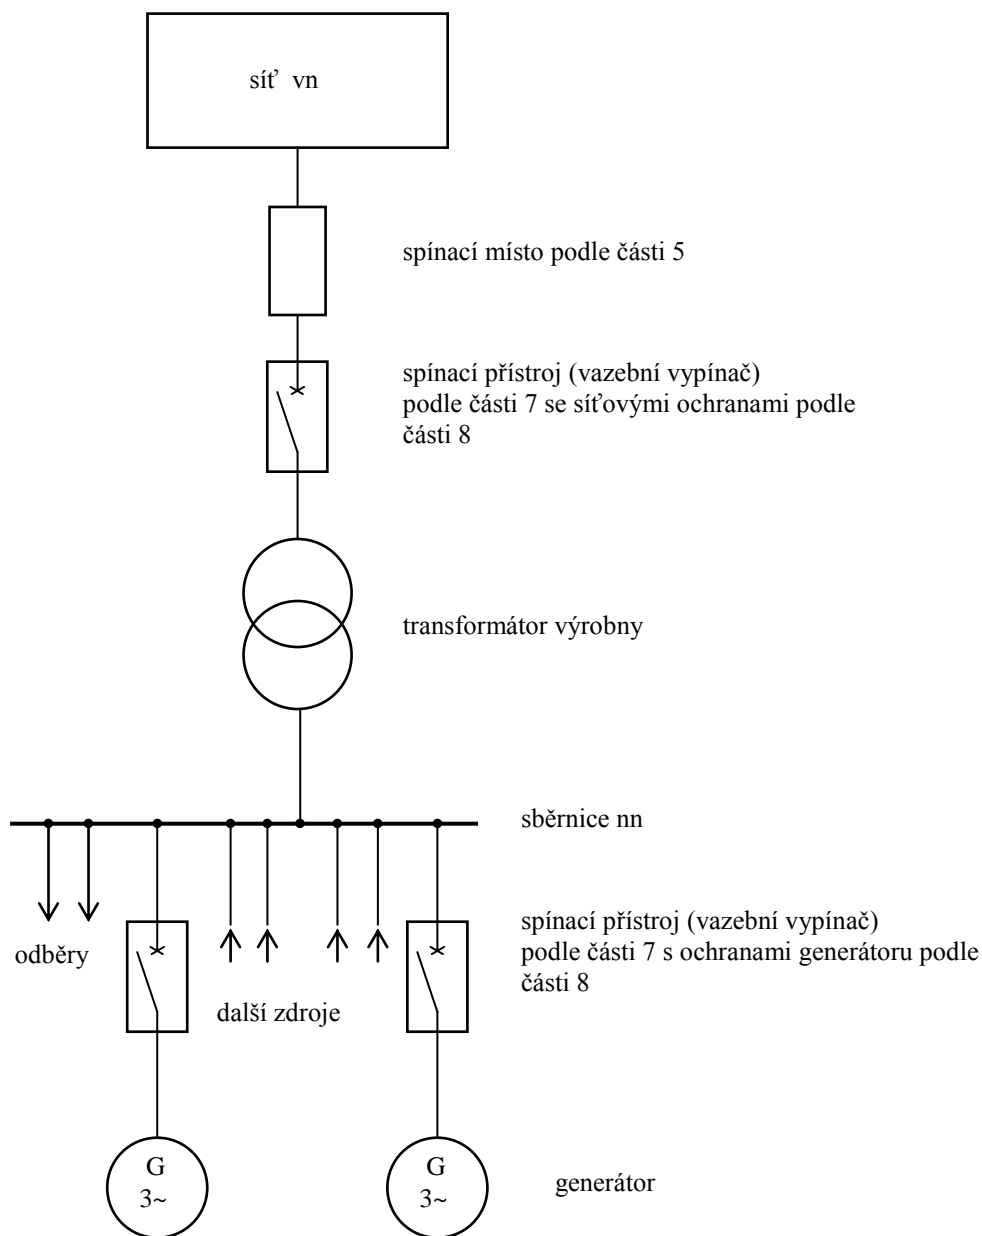 síť vn
spínací místo podle části 5
spínací přístroj (vazební vypínač)
podle části 7 se síťovými ochranami podle
části 8
transformátor výrobny
sběrnice nn
spínací přístroj (vazební vypínač)
podle části 7 s ochranami generátoru podle
části 8
odběry
další zdroje
G
3~
G
3~
generátor